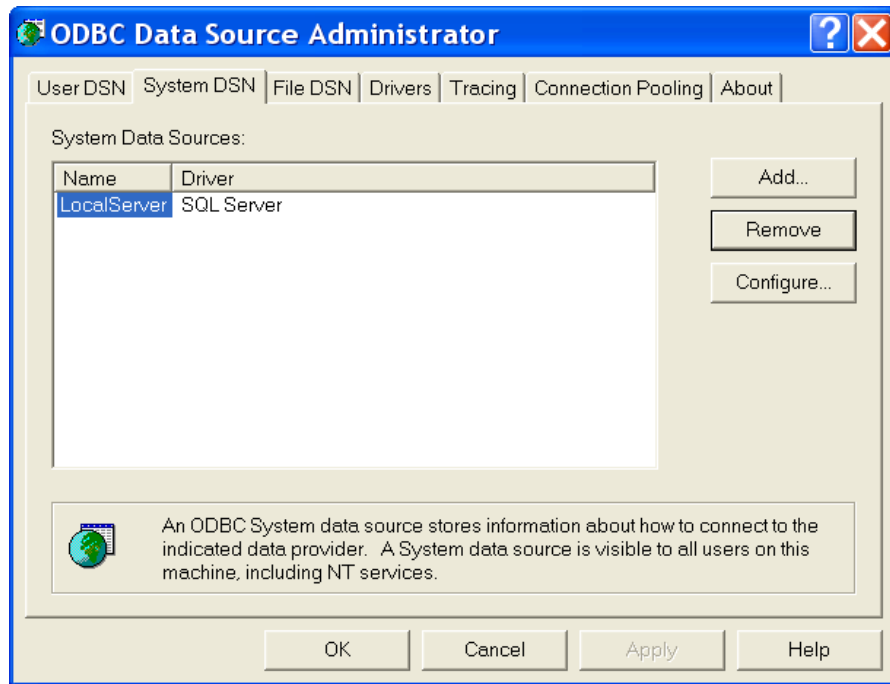 ODBC Data Source Administrator
User DSN System DSN File DSN Drivers Tracing Connection Pooling About
System Data Sources:
Name Driver
LocalServer SQL Server
Add...
Remove
Configure...
An ODBC System data source stores information about how to connect to the
indicated data provider. A System data source is visible to all users on this
machine, including NT services.
OK Cancel Apply Help